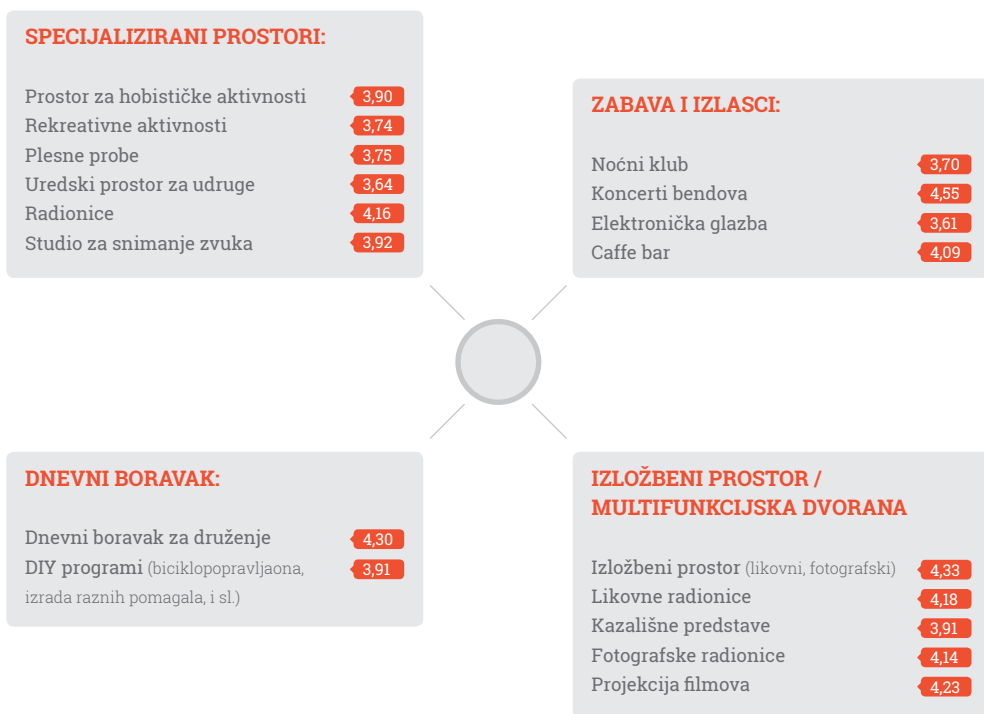 SPECIJALIZIRANI PROSTORI:
Prostor za hobističke aktivnosti 3,90
Rekreativne aktivnosti 3,74
Plesne probe 3,75
Uredski prostor za udruge 3,64
Radionice 4,16
Studio za snimanje zvuka 3,92
ZABAVA I IZLASCI:
Noćni klub 3,70
Koncerti bendova 4,55
Elektronička glazba 3,61
Caffe bar 4,09
DNEVNI BORAVAK:
Dnevni boravak za druženje 4,30
DIY programi (biciklopopravljaona, 3,91
izrada raznih pomagala, i sl.)
IZLOŽBENI PROSTOR /
MULTIFUNKCIJSKA DVORANA
Izložbeni prostor (likovni, fotografski) 4,33
Likovne radionice 4,18
Kazališne predstave 3,91
Fotografske radionice 4,14
Projekcija filmova 4,23